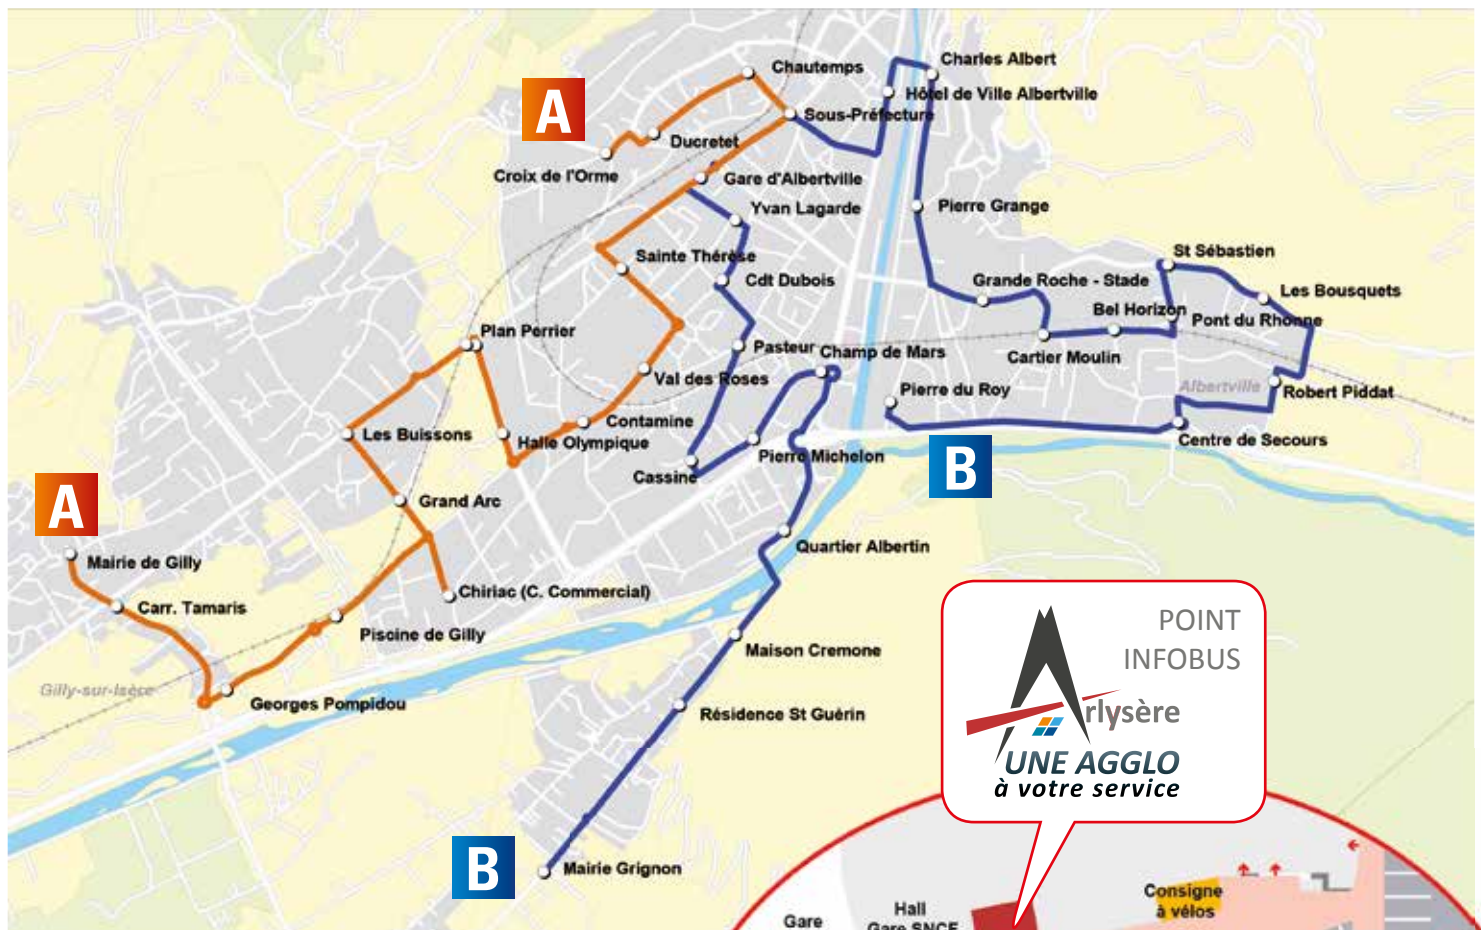 Charles Albert
Chautemps
A
Hôtel de Ville Albertville
Sous-Préfecture
Ducretet
Croix de l'Orme
Gare d'Albertville
Yvan Lagarde
Pierre Grange
Sainte Thérèse
St Sébastien
Cdt Dubois
Grande Roche - Stade
Les Bousquets
Bel Horizon
Pont du Rhonne
Plan Perrier
Pasteur
Champ de Mars
Cartier Moulin
Val des Roses
Pierre du Roy
Albertville
Robert Piddat
Contamine
Les Buissons
Halle Olympique
Centre de Secours
Pierre Michelon
Cassine
B
Grand Arc
A
Quartier Albertin
Mairie de Gilly
Chiriac (C. Commercial)
Carr. Tamaris
Piscine de Gilly
Maison Cremone
Gilly-sur-Isère
Georges Pompidou
Résidence St Guérin
POINT
INFOBUS
Arlysère
UNE AGGLO
à votre service
B
Mairie Grignon
Consigne
à vélos
Hall
Gare SNCF
Gare